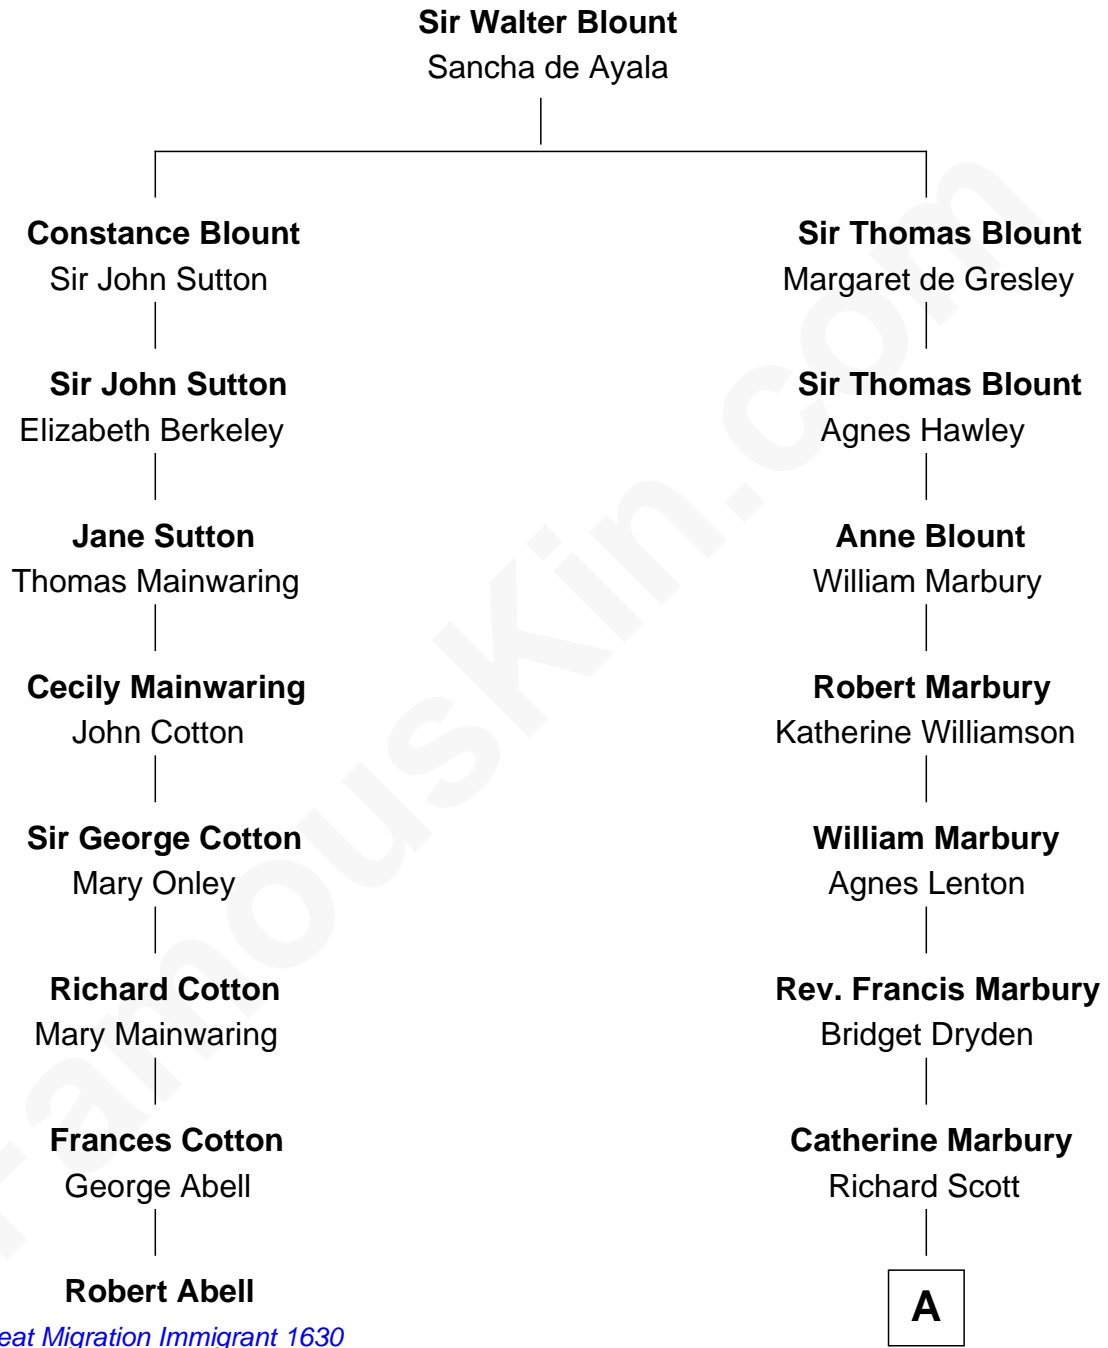 Sir Walter Blount
Sancha de Ayala
Constance Blount
Sir John Sutton
Sir Thomas Blount
Margaret de Gresley
Sir John Sutton
Elizabeth Berkeley
Sir Thomas Blount
Agnes Hawley
Jane Sutton
Thomas Mainwaring
Anne Blount
William Marbury
Cecily Mainwaring
John Cotton
Robert Marbury
Katherine Williamson
Sir George Cotton
Mary Onley
William Marbury
Agnes Lenton
Richard Cotton
Mary Mainwaring
Rev. Francis Marbury
Bridget Dryden
Frances Cotton
George Abell
Catherine Marbury
Richard Scott
Robert Abell
eat Migration Immigrant 1630
A
FamousKin.com